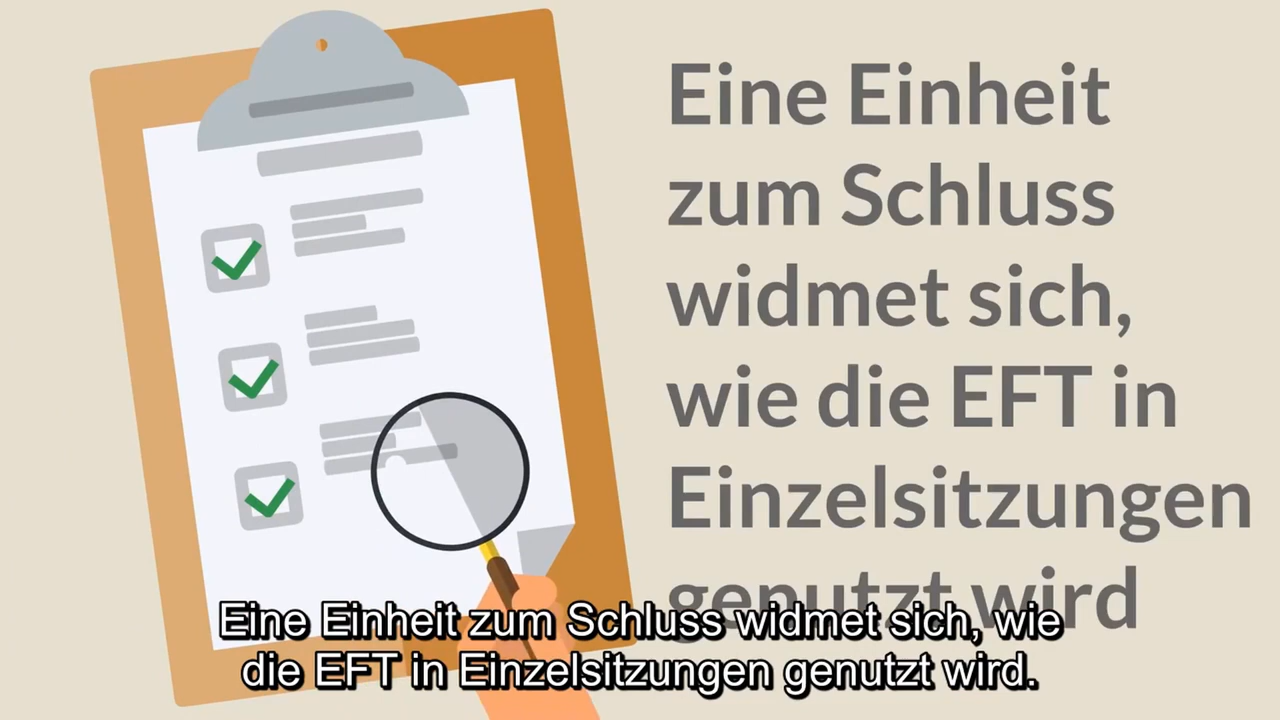 Eine Einheit
zum Schluss
widmet sich,
wie die EFT in
Einzelsitzungen
genutzt wird
Eine Einheit zum Schluss widmet sich, wie
die EFT in Einzelsitzungen genutzt wird.